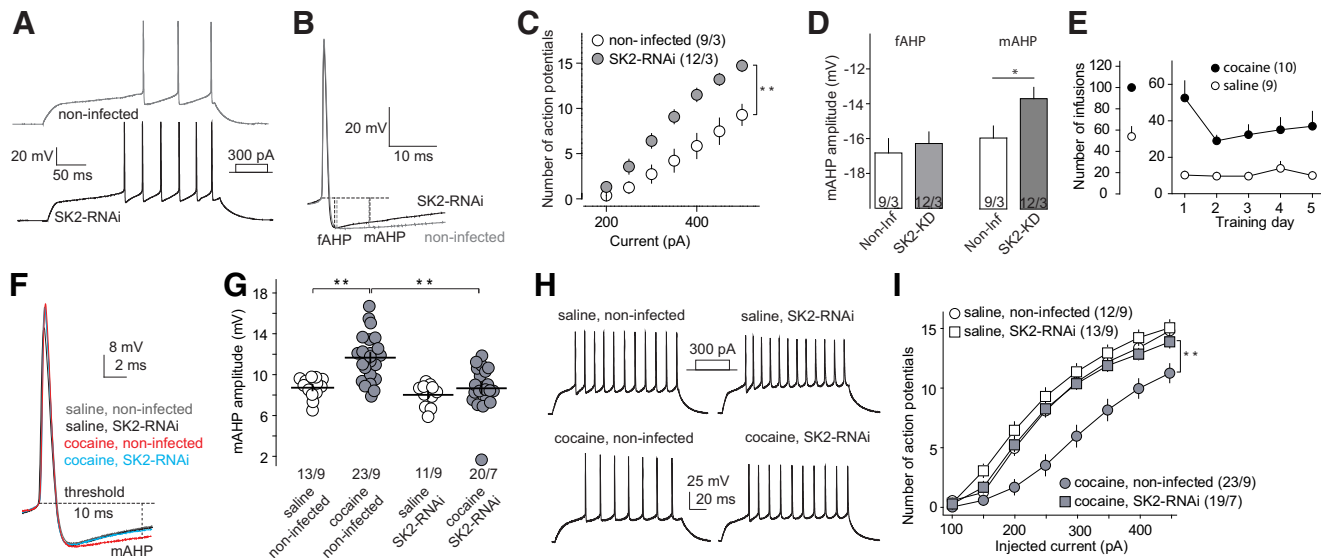 A
non-infected
20 mV
50 ms
300 pA
SK2-RNAi
B
20 mV
10 ms
SK2-RNAi
fAHP
mAHP
non-infected
C
non-infected (9/3)
SK2-RNAi (12/3)
Number of action potentials
15
10
5
0
**
200
400
Current (pA)
D
fAHP
mAHP
mAHP amplitude (mV)
-12
-14
-16
-18
*
9/3
12/3
9/3
12/3
Non-Inf
SK2-KD
Non-Inf
SK2-KD
E
Number of infusions
120
100
80
60
40
20
0
60
40
20
0
cocaine (10)
saline (9)
1 2 3 4 5
Training day
F
8 mV
2 ms
saline, non-infected
saline, SK2-RNAi
cocaine, non-infected
cocaine, SK2-RNAi
threshold
10 ms
mAHP
G
mAHP amplitude (mV)
18
16
14
12
10
8
6
4
2
**
**
13/9
23/9
11/9
20/7
saline
non-infected
cocaine
non-infected
saline
SK2-RNAi
cocaine
SK2-RNAi
H
saline, non-infected
saline, SK2-RNAi
300 pA
cocaine, non-infected
cocaine, SK2-RNAi
25 mV
20 ms
I
saline, non-infected (12/9)
saline, SK2-RNAi (13/9)
Number of action potentials
15
10
5
0
**
cocaine, non-infected (23/9)
cocaine, SK2-RNAi (19/7)
100 200 300 400
Injected current (pA)